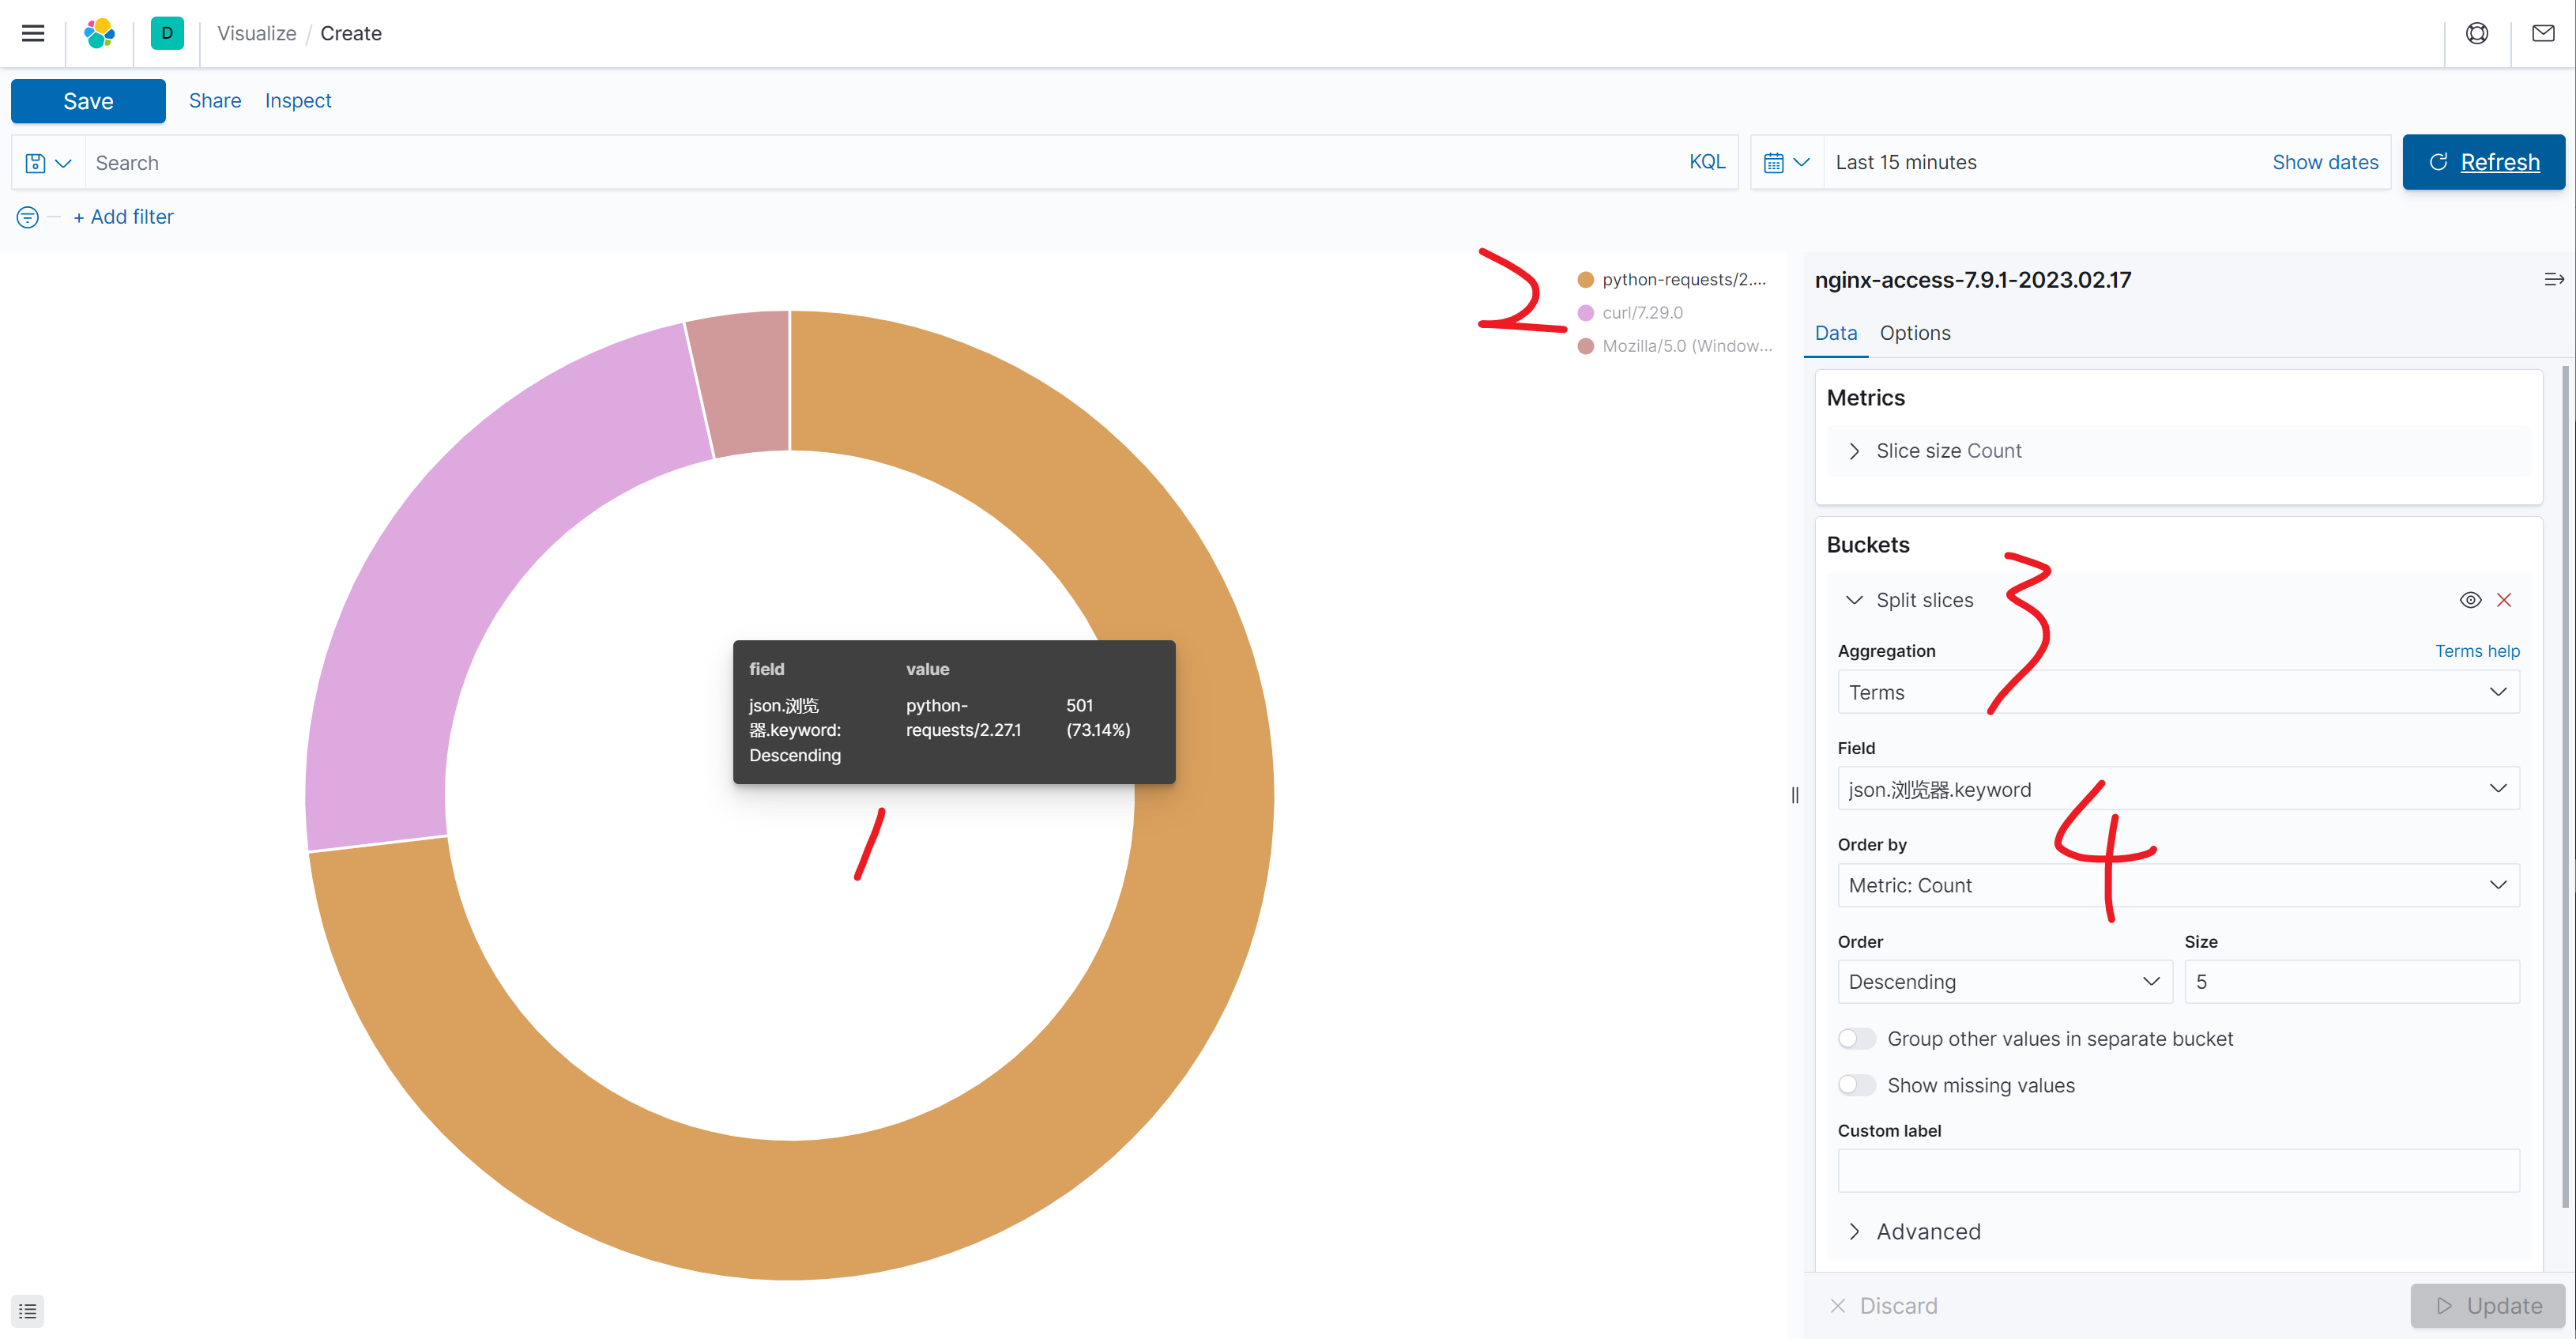 D Visualize / Create
Save Share Inspect
Search KQL Last 15 minutes Show dates Refresh
+ Add filter
2
python-requests/2....
curl/7.29.0
Mozilla/5.0 (Window...
field value
json.浏览器.keyword: Descending python-requests/2.27.1 501 (73.14%)
1
nginx-access-7.9.1-2023.02.17
Data Options
Metrics
Slice size Count
Buckets
Split slices
3
Aggregation Terms help
Terms
Field
json.浏览器.keyword
4
Order by
Metric: Count
Order Size
Descending 5
Group other values in separate bucket
Show missing values
Custom label
Advanced
Discard Update